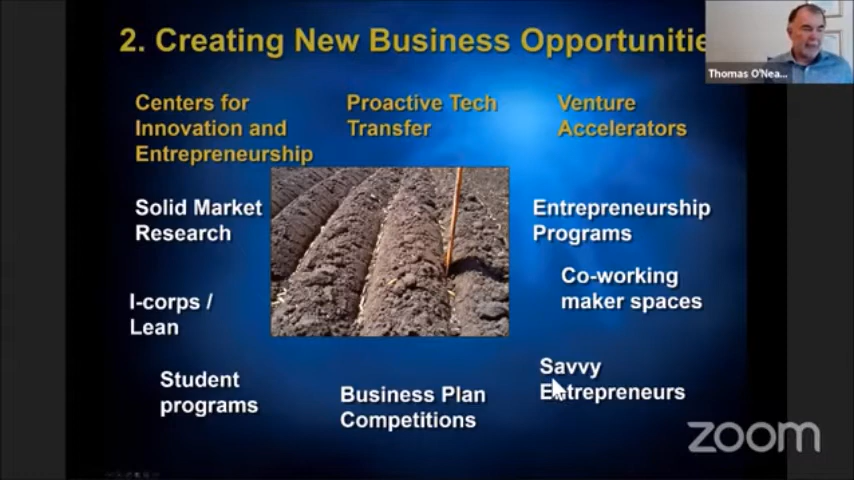 2. Creating New Business Opportunitie
Thomas O'Nea...
Centers for
Innovation and
Entrepreneurship
Proactive Tech
Transfer
Venture
Accelerators
Solid Market
Research
Entrepreneurship
Programs
Co-working
maker spaces
I-corps /
Lean
Student
programs
Business Plan
Competitions
Savvy
Entrepreneurs
zoom